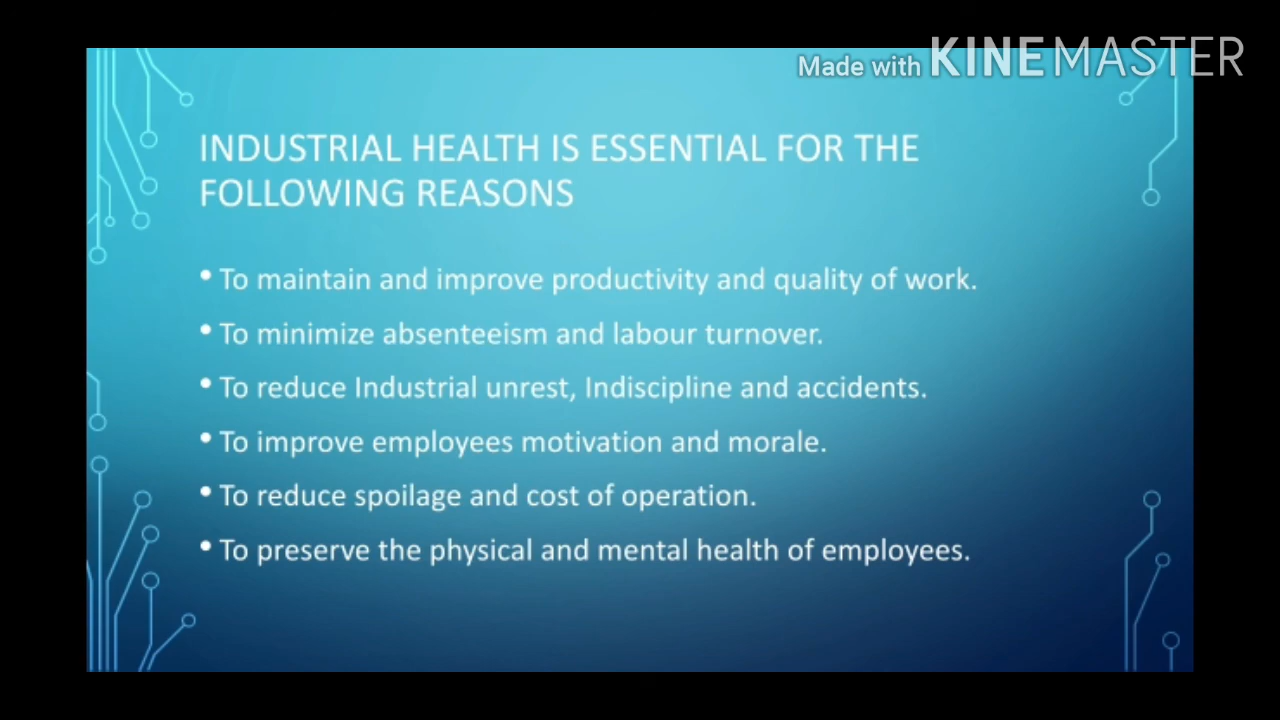 Made with KINEMASTER
INDUSTRIAL HEALTH IS ESSENTIAL FOR THE
FOLLOWING REASONS
• To maintain and improve productivity and quality of work.
• To minimize absenteeism and labour turnover.
• To reduce Industrial unrest, Indiscipline and accidents.
• To improve employees motivation and morale.
• To reduce spoilage and cost of operation.
• To preserve the physical and mental health of employees.